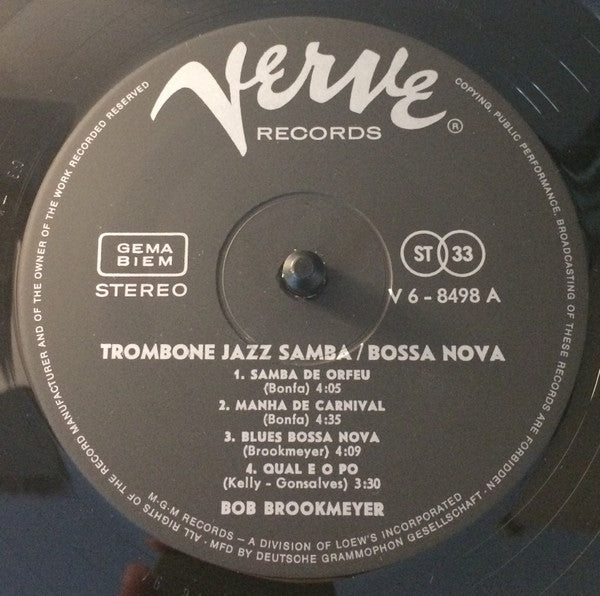 Verve
RECORDS
®
GEMA
BIEM
STEREO
ST 33
V 6 - 8498 A
TROMBONE JAZZ SAMBA / BOSSA NOVA
1. SAMBA DE ORFEU
(Bonfa) 4:05
2. MANHA DE CARNIVAL
(Bonfa) 4:35
3. BLUES BOSSA NOVA
(Brookmeyer) 4:09
4. QUAL E O PO
(Kelly - Gonsalves) 3:30
BOB BROOKMEYER
M-G-M RECORDS – A DIVISION OF LOEW'S INCORPORATED
ALL RIGHTS OF THE RECORD MANUFACTURER AND OF THE OWNER OF THE WORK RECORDED RESERVED
COPYING, PUBLIC PERFORMANCE, BROADCASTING OF THESE RECORDS ARE FORBIDDEN
· MFD BY DEUTSCHE GRAMMOPHON GESELLSCHAFT ·